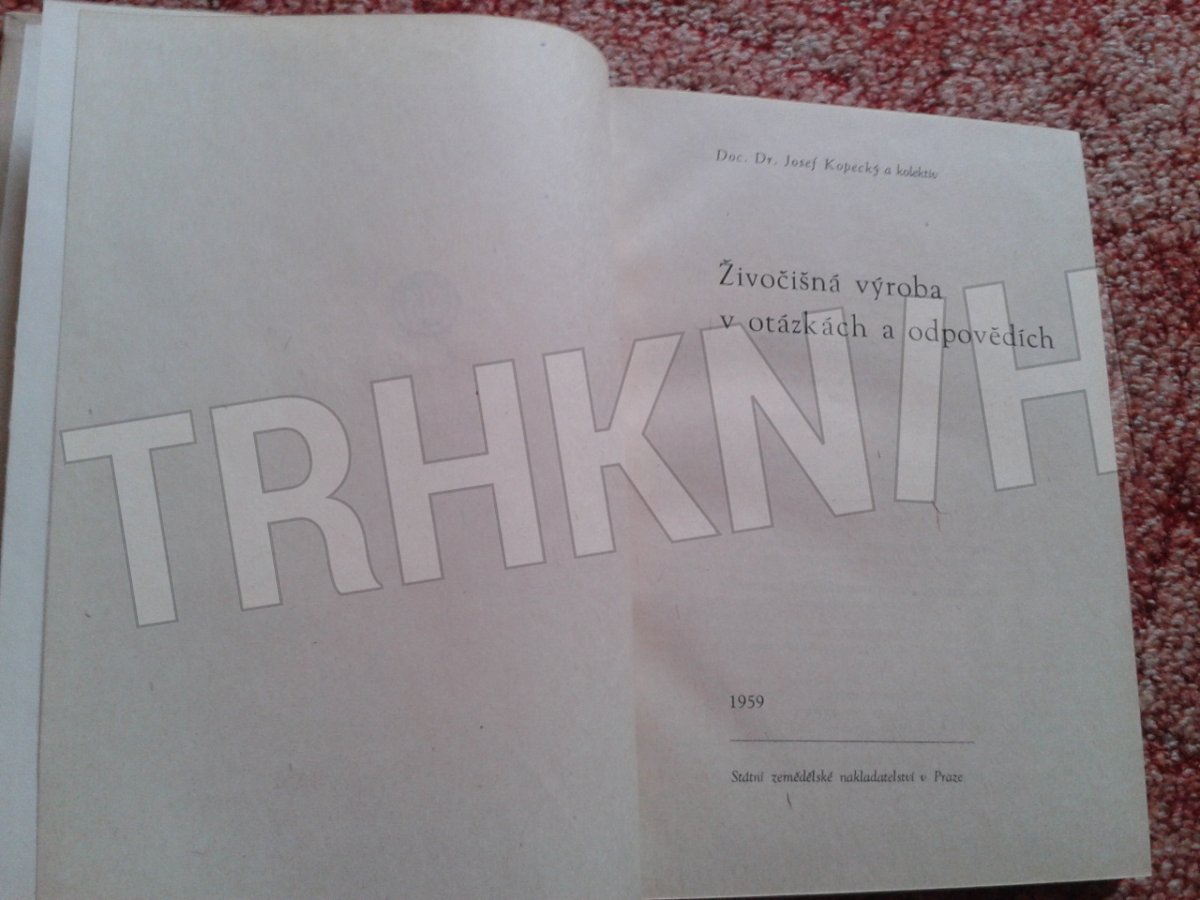 Doc. Dr. Josef Kopecký a kolektiv
Živočišná výroba
v otázkách a odpovědích
TRHKNIH
1959
Státní zemědělské nakladatelství v Praze